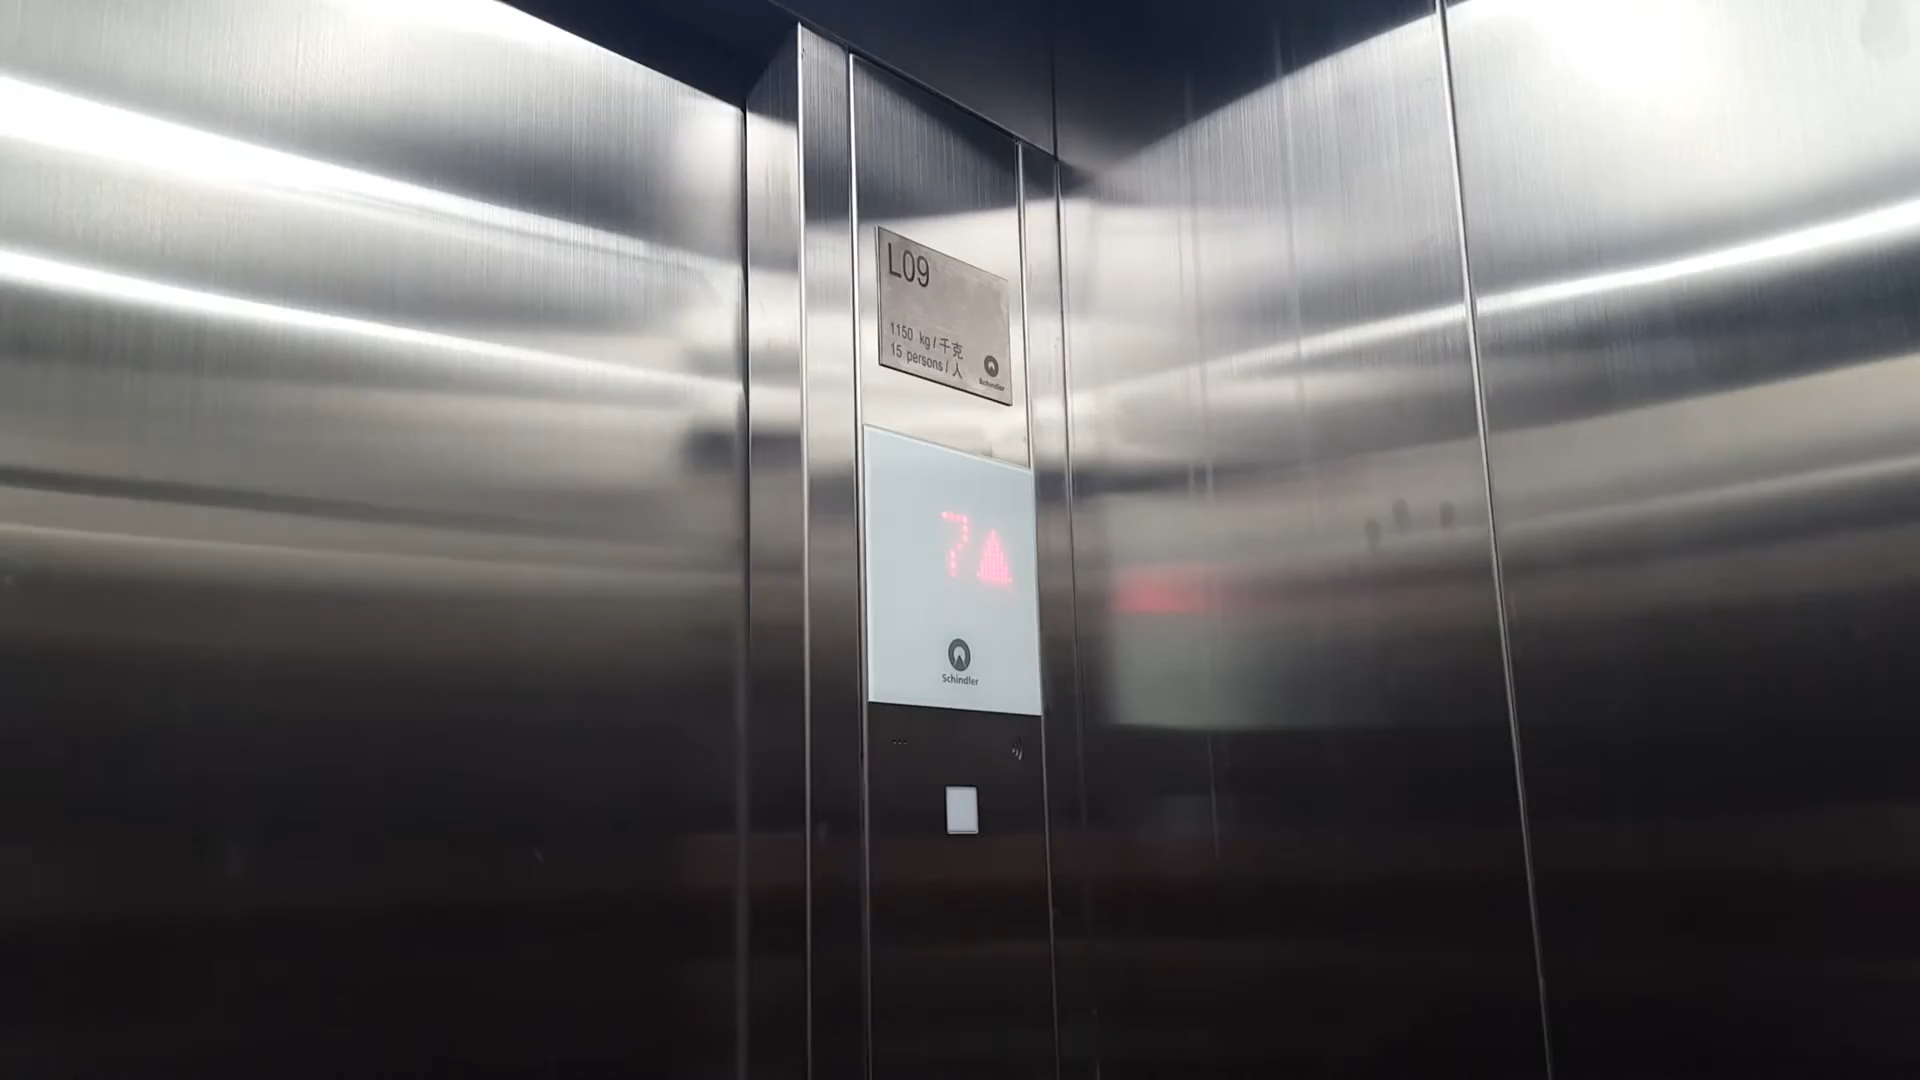 L09
1150 kg / 千克
15 persons / 人
Schindler
7
Schindler